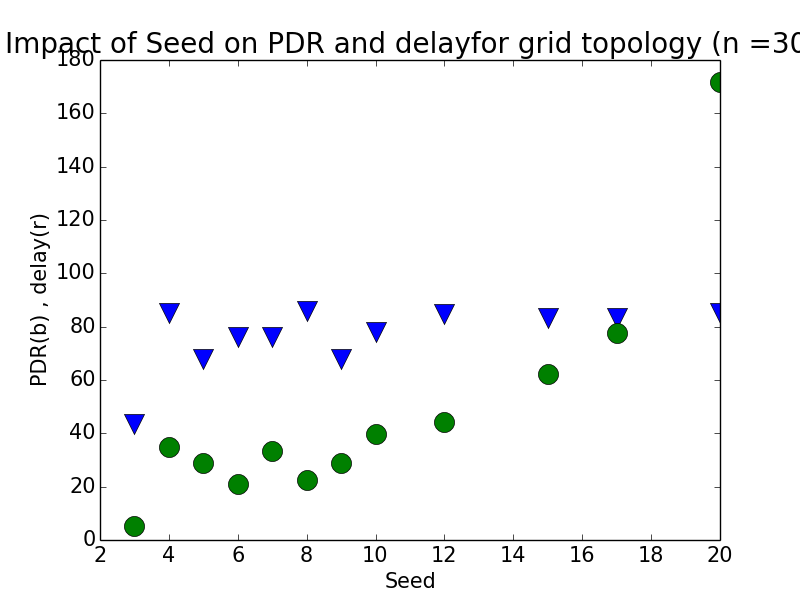 Impact of Seed on PDR and delayfor grid topology (n =30
180
160
140
120
100
80
60
40
20
0
PDR(b) , delay(r)
2 4 6 8 10 12 14 16 18 20
Seed